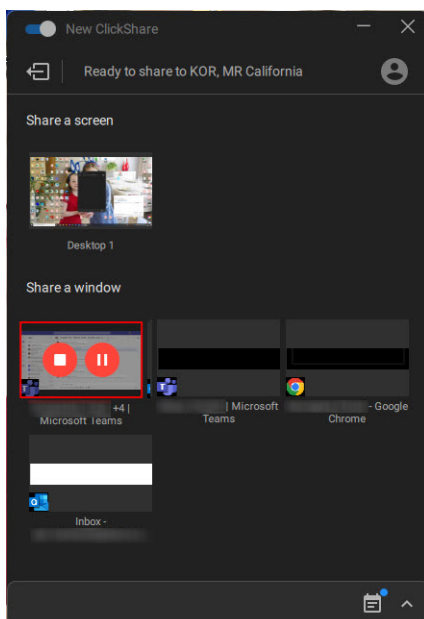 New ClickShare
Ready to share to KOR, MR California
Share a screen
Desktop 1
Share a window
+4 |
Microsoft Teams
| Microsoft
Teams
- Google
Chrome
Inbox -